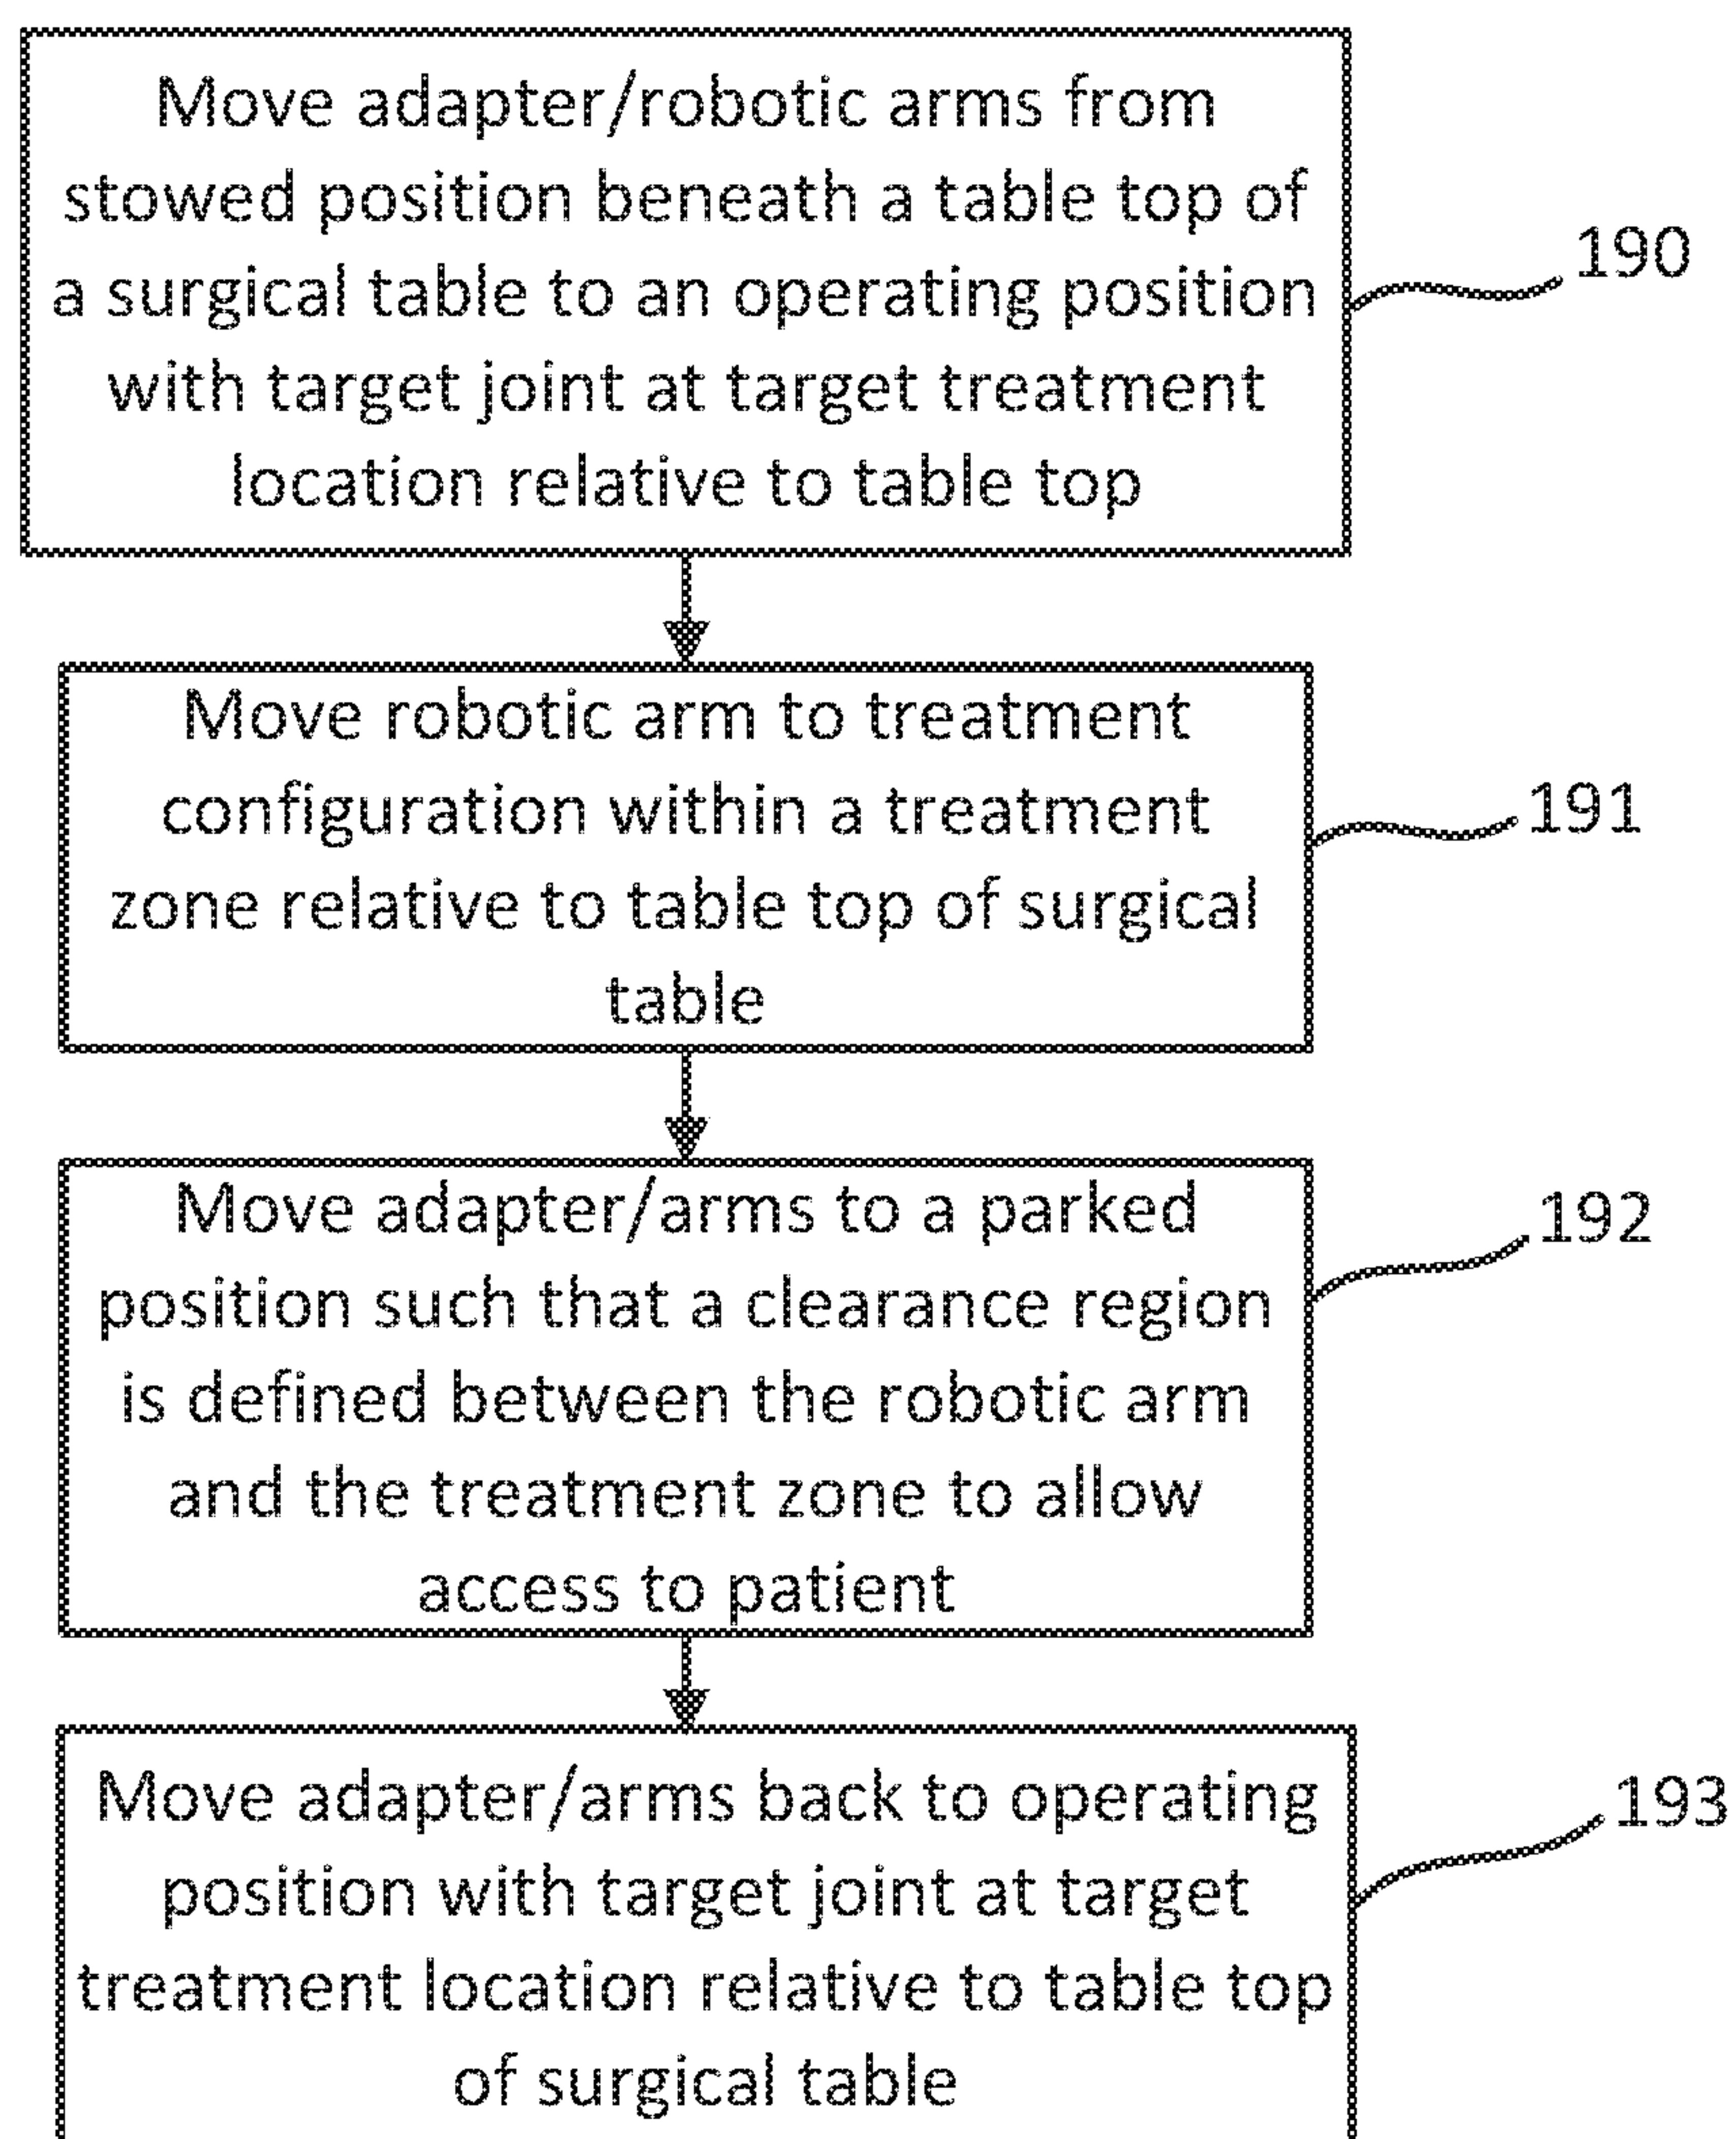 Move adapter/robotic arms from
stowed position beneath a table top of
a surgical table to an operating position
with target joint at target treatment
location relative to table top
190
Move robotic arm to treatment
configuration within a treatment
zone relative to table top of surgical
table
191
Move adapter/arms to a parked
position such that a clearance region
is defined between the robotic arm
and the treatment zone to allow
access to patient
192
Move adapter/arms back to operating
position with target joint at target
treatment location relative to table top
of surgical table
193